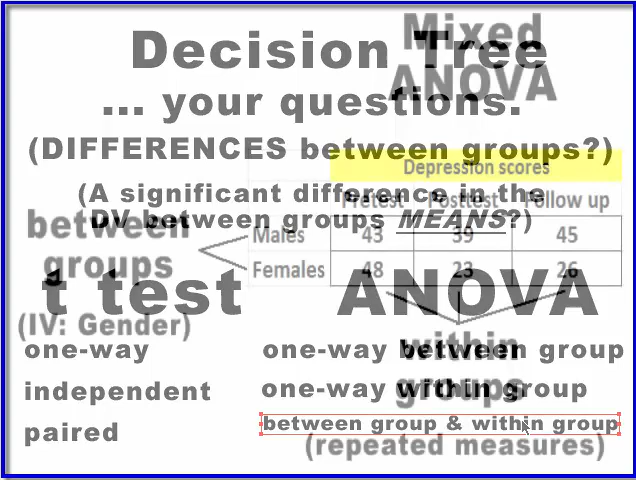 Decision Tree
Mixed
ANOVA
... your questions.
(DIFFERENCES between groups?)
Depression scores
(A significant difference in the
DV between groups MEANS?)
Pretest Posttest Follow up
Males 43 39 45
Females 48 23 26
between
groups
(IV: Gender)
t test
ANOVA
one-way
independent
paired
one-way between group
one-way within group
between group & within group
within
groups
(repeated measures)